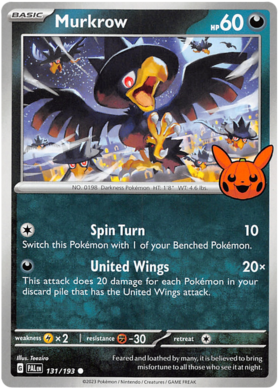 BASIC
Murkrow
HP60
NO. 0198 Darkness Pokémon HT: 1'8" WT: 4.6 lbs.
Spin Turn 10
Switch this Pokémon with 1 of your Benched Pokémon.
United Wings 20×
This attack does 20 damage for each Pokémon in your discard
pile that has the United Wings attack.
weakness ×2 resistance -30 retreat
Illus. Teeziro
G PAL EN 131/193
Feared and loathed by many, it is believed to bring
misfortune to all those who see it at night.
©2023 Pokémon / Nintendo / Creatures / GAME FREAK